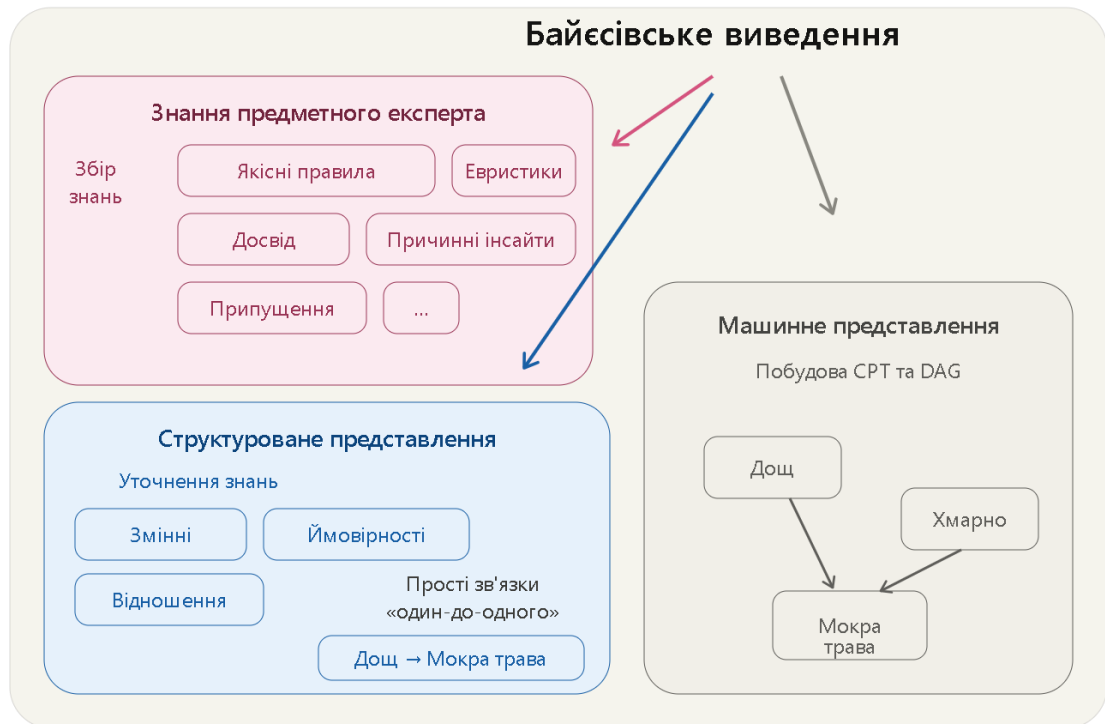 Байєсівське виведення
Знання предметного експерта
Збір
знань
Якісні правила
Евристики
Досвід
Причинні інсайти
Припущення
...
Структуроване представлення
Уточнення знань
Змінні
Ймовірності
Відношення
Прості зв'язки
«один-до-одного»
Дощ → Мокра трава
Машинне представлення
Побудова CPT та DAG
Дощ
Хмарно
Мокра
трава